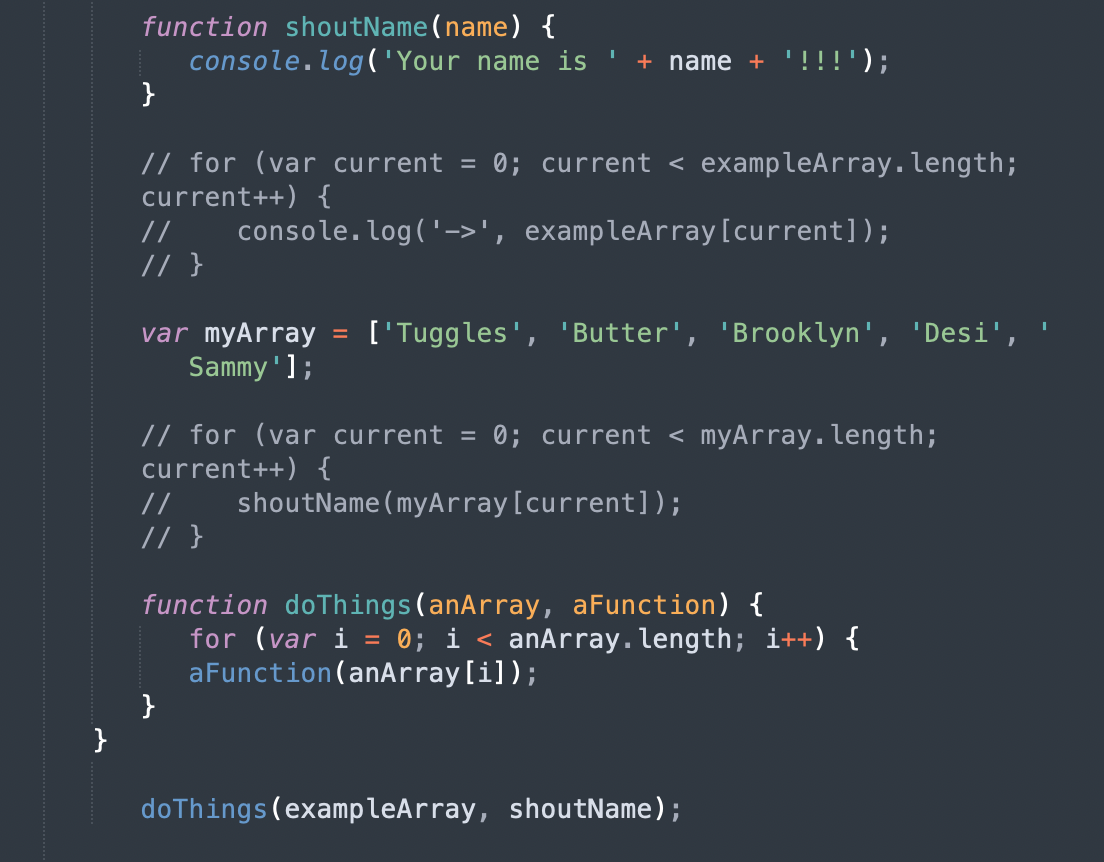 function shoutName(name) {
console.log('Your name is ' + name + '!!!');
}
// for (var current = 0; current < exampleArray.length;
current++) {
//    console.log('->', exampleArray[current]);
// }
var myArray = ['Tuggles', 'Butter', 'Brooklyn', 'Desi', '
Sammy'];
// for (var current = 0; current < myArray.length;
current++) {
//    shoutName(myArray[current]);
// }
function doThings(anArray, aFunction) {
for (var i = 0; i < anArray.length; i++) {
aFunction(anArray[i]);
}
}
doThings(exampleArray, shoutName);